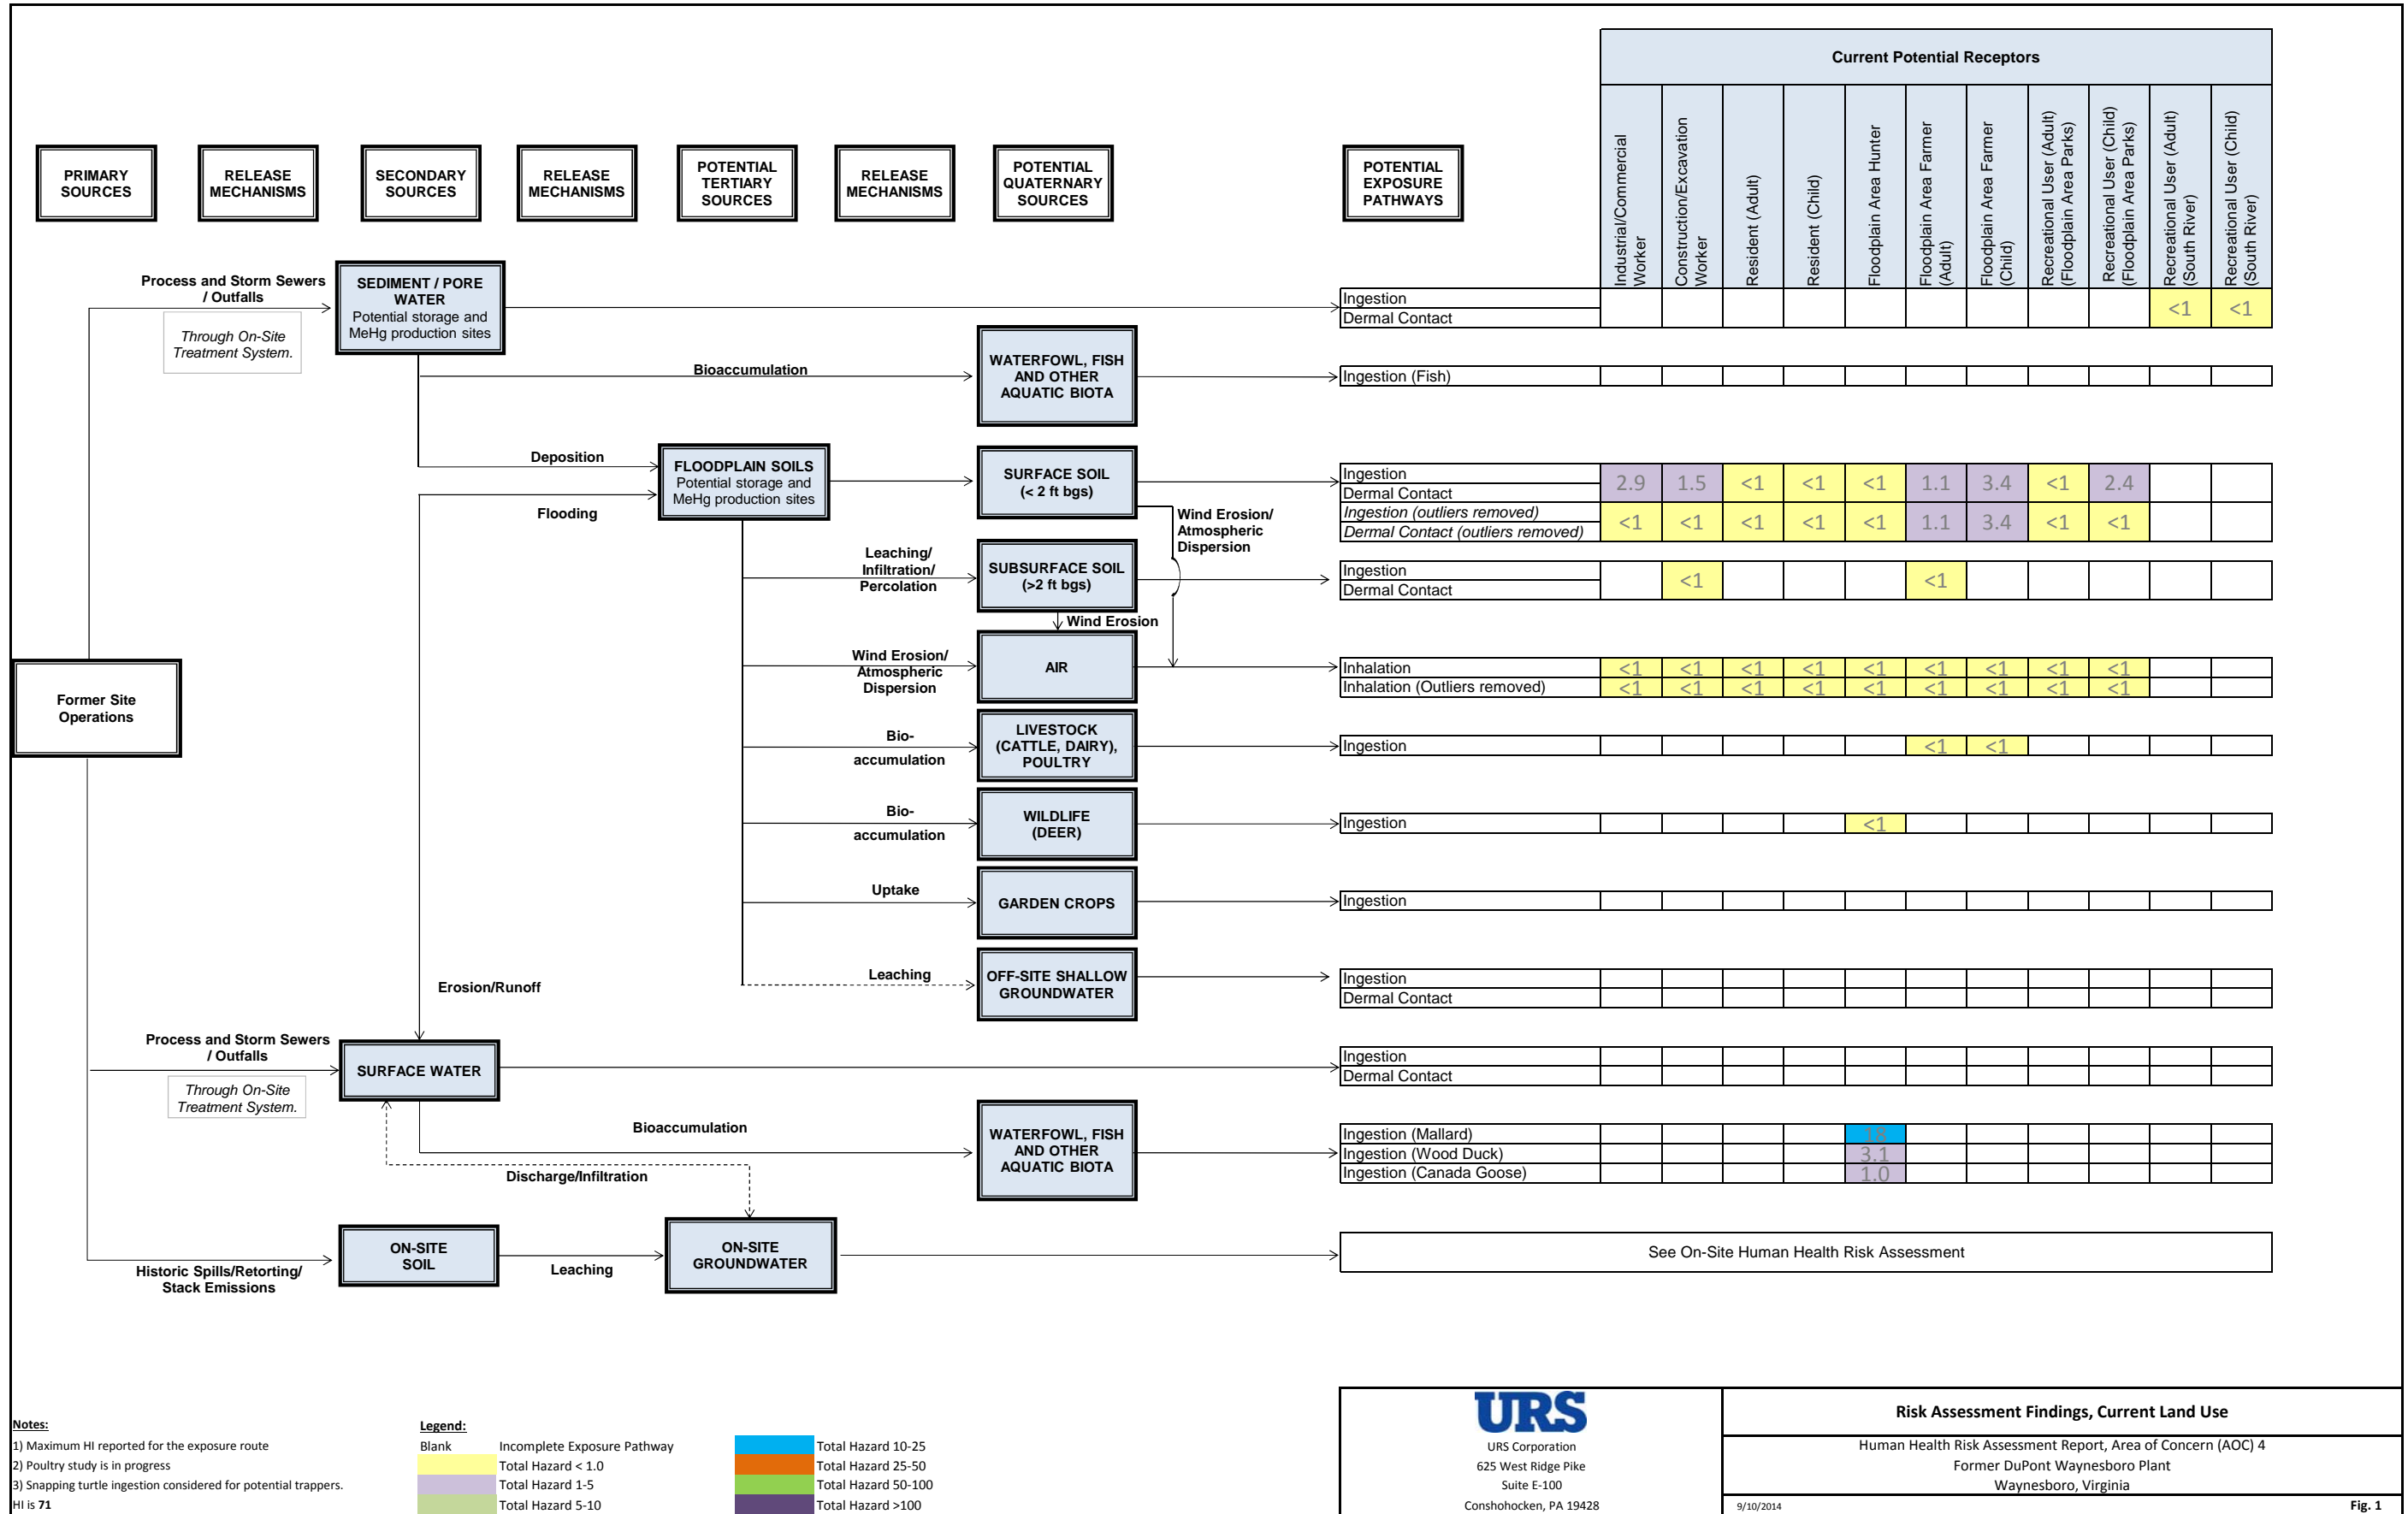 Current Potential Receptors
PRIMARY
SOURCES
RELEASE
MECHANISMS
SECONDARY
SOURCES
RELEASE
MECHANISMS
POTENTIAL
TERTIARY
SOURCES
RELEASE
MECHANISMS
POTENTIAL
QUATERNARY
SOURCES
POTENTIAL
EXPOSURE
PATHWAYS
Industrial/Commercial
Worker
Construction/Excavation
Worker
Resident (Adult)
Resident (Child)
Floodplain Area Hunter
Floodplain Area Farmer
(Adult)
Floodplain Area Farmer
(Child)
Recreational User (Adult)
(Floodplain Area Parks)
Recreational User (Child)
(Floodplain Area Parks)
Recreational User (Adult)
(South River)
Recreational User (Child)
(South River)
Process and Storm Sewers
/ Outfalls
Through On-Site
Treatment System.
SEDIMENT / PORE
WATER
Potential storage and
MeHg production sites
Ingestion
Dermal Contact
<1 <1
Bioaccumulation
WATERFOWL, FISH
AND OTHER
AQUATIC BIOTA
Ingestion (Fish)
Deposition
Flooding
FLOODPLAIN SOILS
Potential storage and
MeHg production sites
SURFACE SOIL
(< 2 ft bgs)
Wind Erosion/
Atmospheric
Dispersion
Ingestion
Dermal Contact
2.9 1.5 <1 <1 <1 1.1 3.4 <1 2.4
Ingestion (outliers removed)
Dermal Contact (outliers removed)
<1 <1 <1 <1 <1 1.1 3.4 <1 <1
Leaching/
Infiltration/
Percolation
SUBSURFACE SOIL
(>2 ft bgs)
Ingestion
Dermal Contact
<1 <1
Wind Erosion
Former Site
Operations
Wind Erosion/
Atmospheric
Dispersion
AIR
Inhalation <1 <1 <1 <1 <1 <1 <1 <1 <1
Inhalation (Outliers removed) <1 <1 <1 <1 <1 <1 <1 <1 <1
Bio-
accumulation
LIVESTOCK
(CATTLE, DAIRY),
POULTRY
Ingestion <1 <1
Bio-
accumulation
WILDLIFE
(DEER)
Ingestion <1
Uptake
GARDEN CROPS
Ingestion
Leaching
OFF-SITE SHALLOW
GROUNDWATER
Ingestion
Dermal Contact
Erosion/Runoff
Process and Storm Sewers
/ Outfalls
Through On-Site
Treatment System.
SURFACE WATER
Ingestion
Dermal Contact
Bioaccumulation
WATERFOWL, FISH
AND OTHER
AQUATIC BIOTA
Ingestion (Mallard) 18
Ingestion (Wood Duck) 3.1
Ingestion (Canada Goose) 1.0
Discharge/Infiltration
Historic Spills/Retorting/
Stack Emissions
ON-SITE
SOIL
Leaching
ON-SITE
GROUNDWATER
See On-Site Human Health Risk Assessment
Notes:
1) Maximum HI reported for the exposure route
2) Poultry study is in progress
3) Snapping turtle ingestion considered for potential trappers.
HI is 71
Legend:
Blank Incomplete Exposure Pathway
Total Hazard < 1.0
Total Hazard 1-5
Total Hazard 5-10
Total Hazard 10-25
Total Hazard 25-50
Total Hazard 50-100
Total Hazard >100
URS
URS Corporation
625 West Ridge Pike
Suite E-100
Conshohocken, PA 19428
Risk Assessment Findings, Current Land Use
Human Health Risk Assessment Report, Area of Concern (AOC) 4
Former DuPont Waynesboro Plant
Waynesboro, Virginia
9/10/2014 Fig. 1